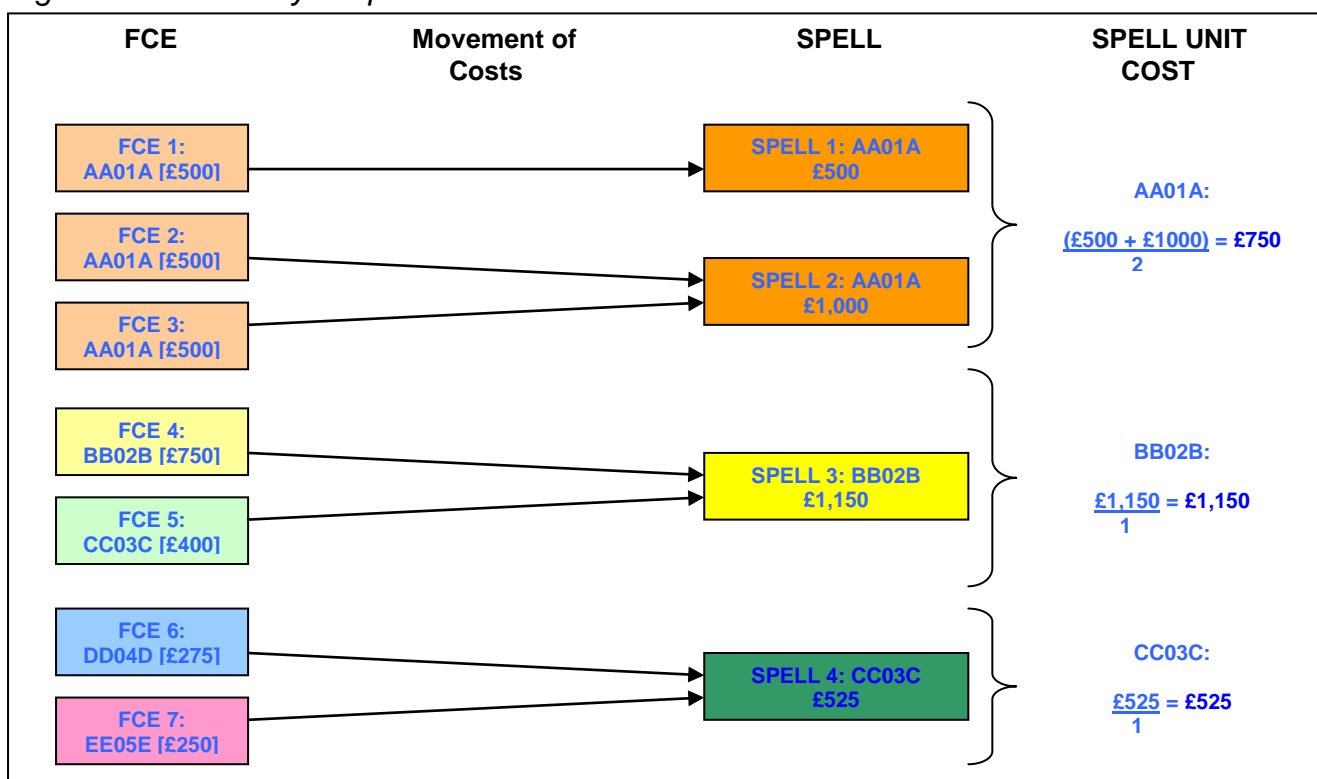 FCE
Movement of
Costs
SPELL
SPELL UNIT
COST
FCE 1:
AA01A [£500]
SPELL 1: AA01A
£500
FCE 2:
AA01A [£500]
FCE 3:
AA01A [£500]
SPELL 2: AA01A
£1,000
AA01A:
(£500 + £1000) = £750
2
FCE 4:
BB02B [£750]
FCE 5:
CC03C [£400]
SPELL 3: BB02B
£1,150
BB02B:
£1,150 = £1,150
1
FCE 6:
DD04D [£275]
FCE 7:
EE05E [£250]
SPELL 4: CC03C
£525
CC03C:
£525 = £525
1